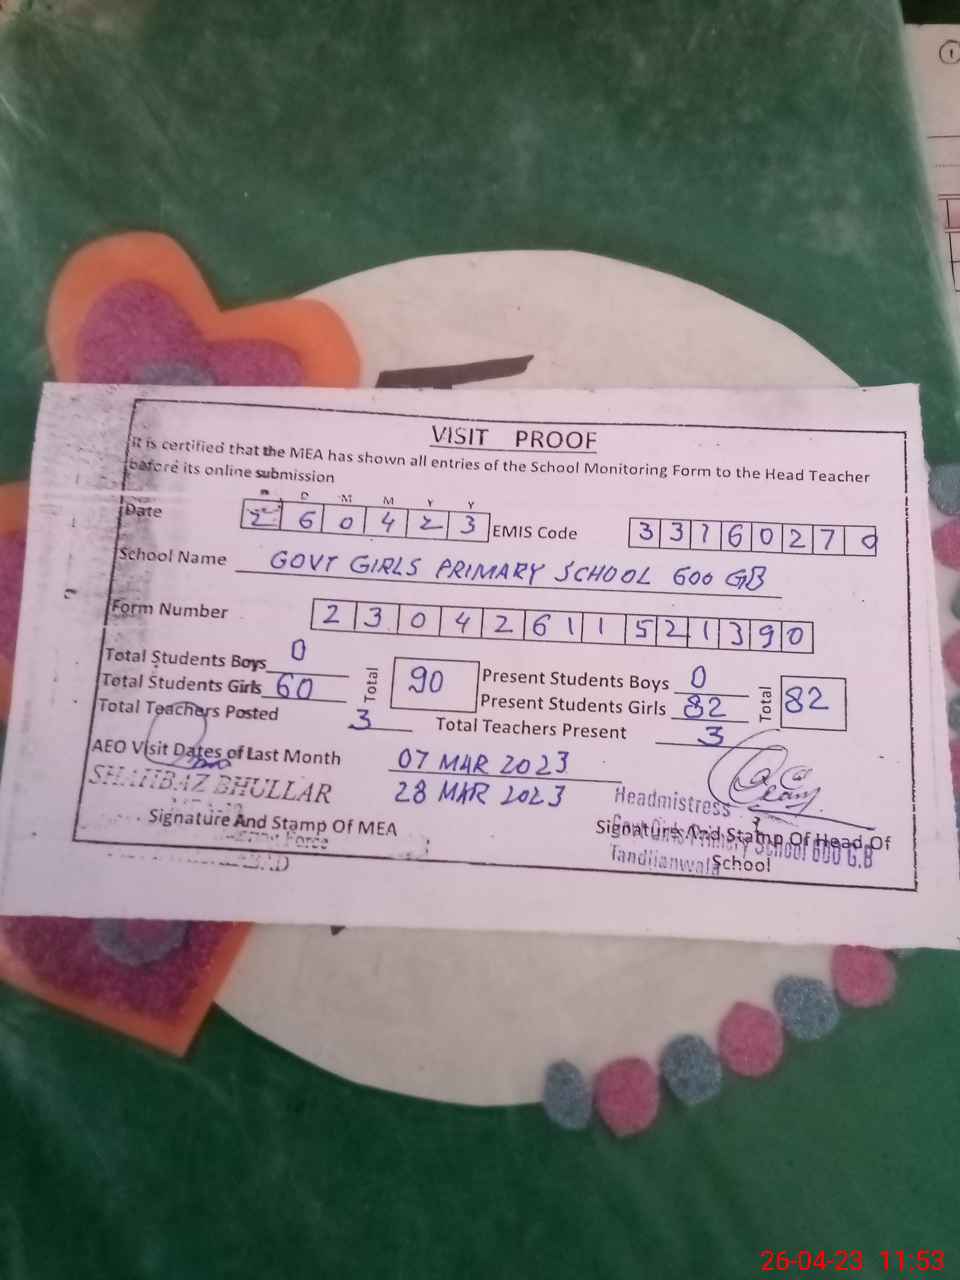 VISIT PROOF
It is certified that the MEA has shown all entries of the School Monitoring Form to the Head Teacher
before its online submission
D D M M Y Y
Date 2 6 0 4 2 3 EMIS Code 3 3 1 6 0 2 7 0
School Name GOVT GIRLS PRIMARY SCHOOL 600 GB
Form Number 2 3 0 4 2 6 1 1 5 2 1 3 9 0
Total Students Boys 0 Total 90 Present Students Boys 0 Total 82
Total Students Girls 60 Present Students Girls 82
Total Teachers Posted 3 Total Teachers Present 3
AEO Visit Dates of Last Month 07 MAR 2023
28 MAR 2023
SHAHBAZ BHULLAR
Signature And Stamp Of MEA
Force
Headmistress
Signature And Stamp Of Head Of
School
Govt Girls Primary School 600 G.B
Tandlianwala
1
26-04-23 11:53